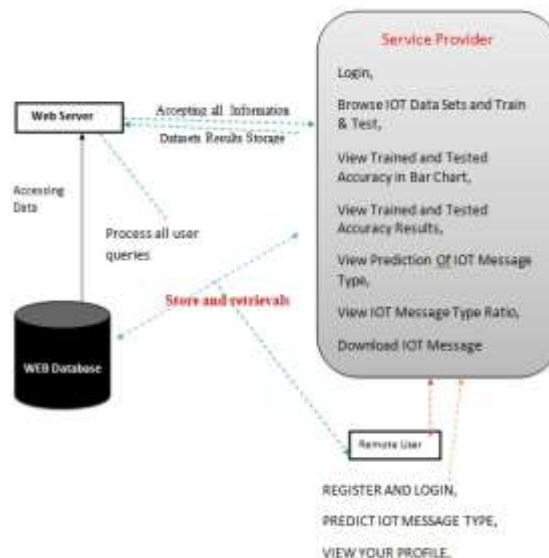 Service Provider
Login,
Browse IOT Data Sets and Train
& Test,
View Trained and Tested
Accuracy in Bar Chart,
View Trained and Tested
Accuracy Results,
View Prediction Of IOT Message
Type,
View IOT Message Type Ratio,
Download IOT Message
Web Server
Accepting all Information
Datasets Results Storage
Accessing
Data
Process all user
queries
Store and retrievals
WEB Database
Remote User
REGISTER AND LOGIN,
PREDICT IOT MESSAGE TYPE,
VIEW YOUR PROFILE.